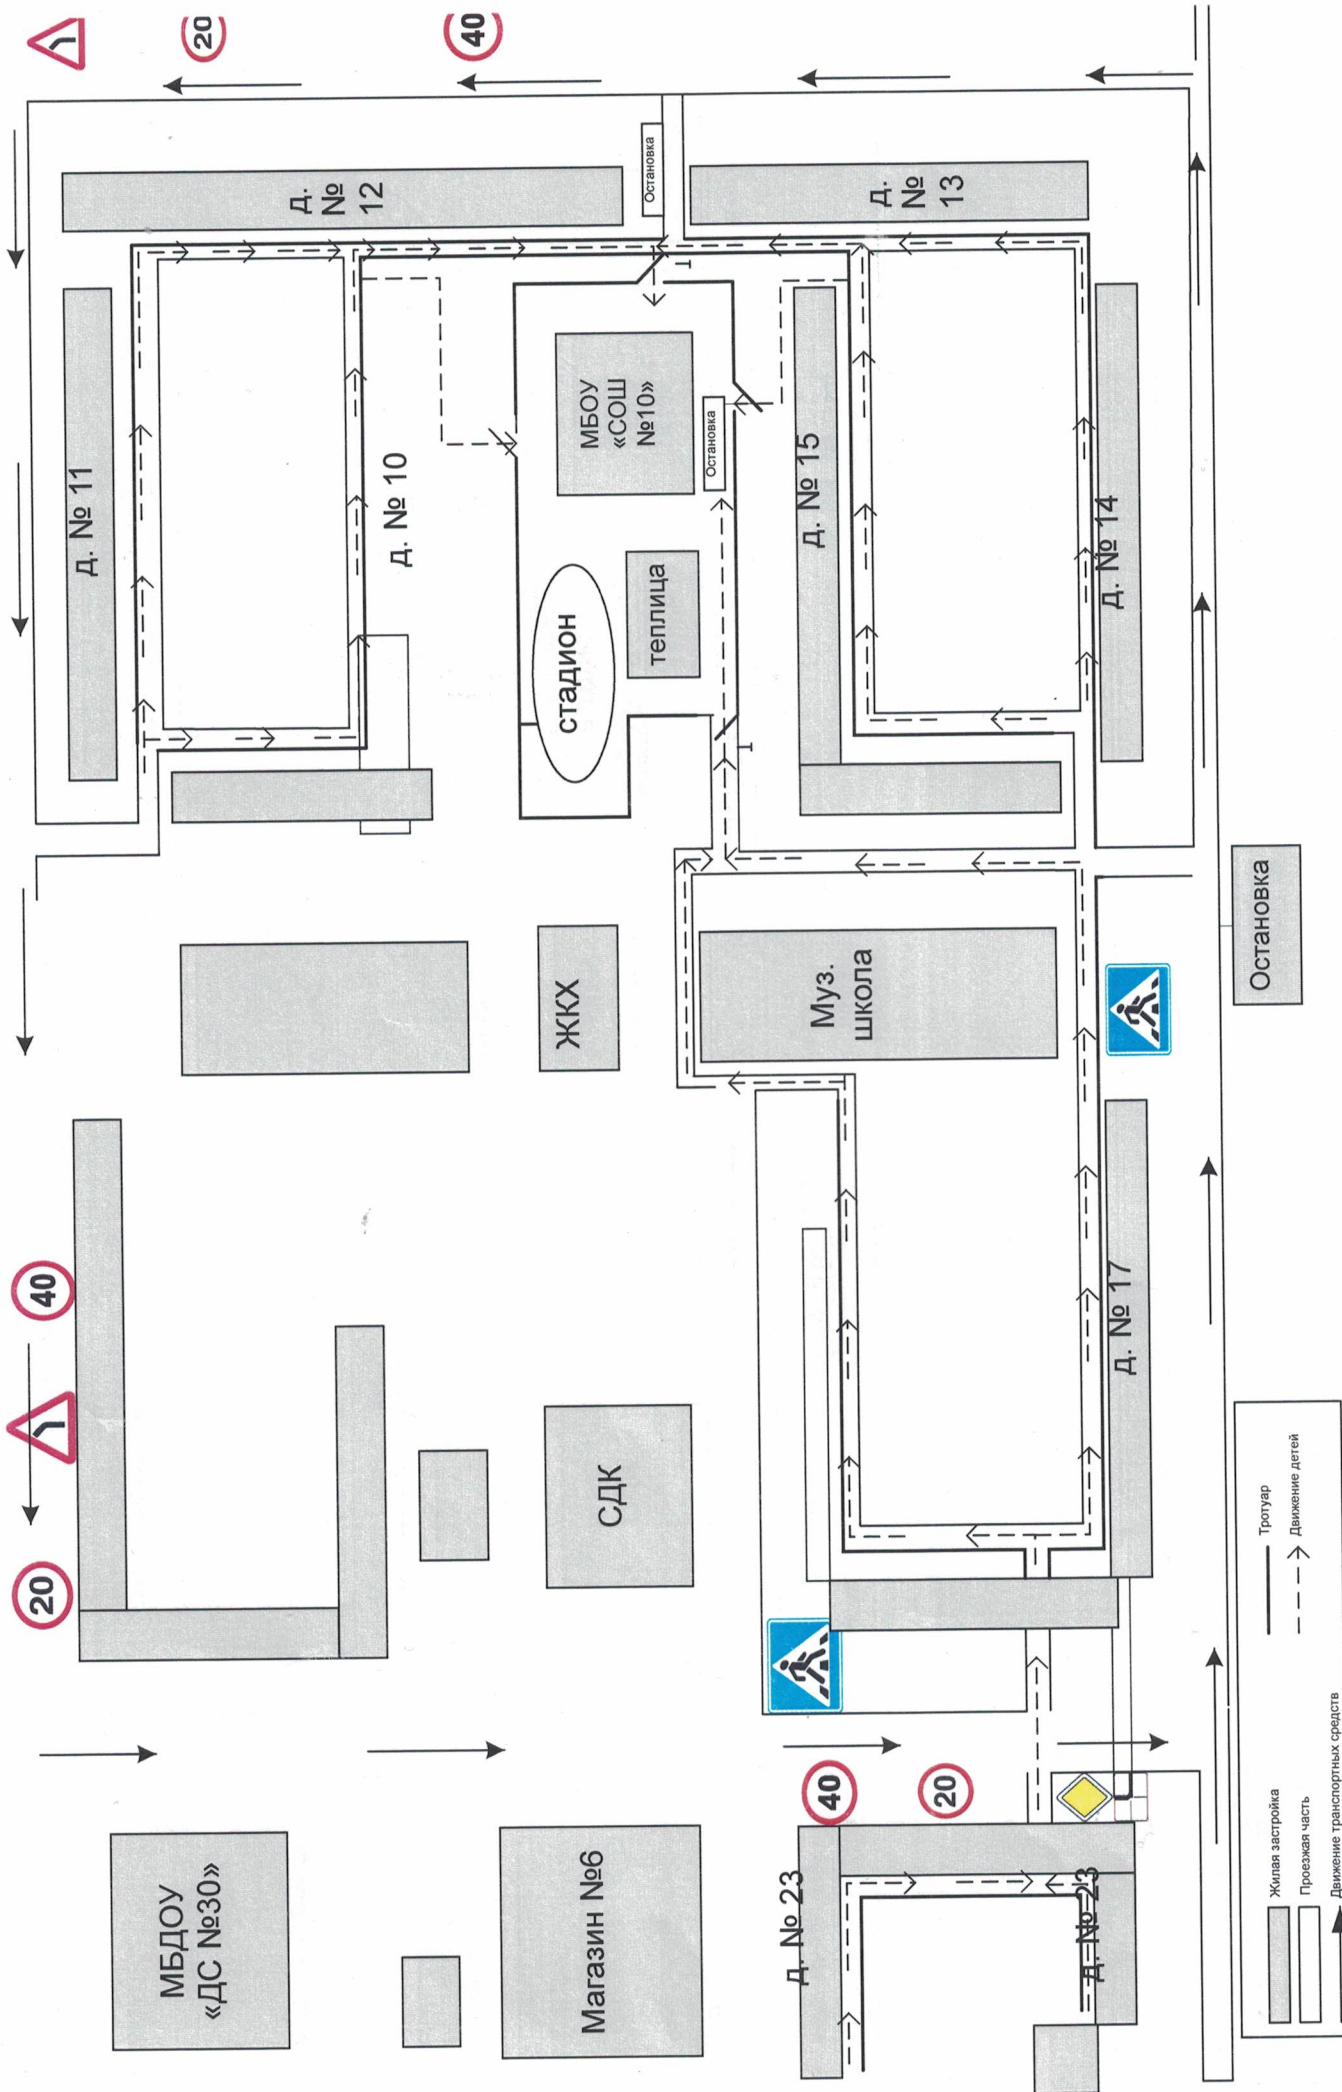 20
40
20
40
д. № 11
МБДОУ
«ДС №30»
д.
№
12
д. № 10
стадион
ЖКХ
МБОУ
«СОШ
№10»
Магазин №6
СДК
теплица
Остановка
Остановка
д. № 23
40
20
д. № 15
Муз.
школа
д.
№
13
д. № 23
д. № 17
д. № 14
Остановка
Жилая застройка
Проезжая часть
Движение транспортных средств
Тротуар
Движение детей